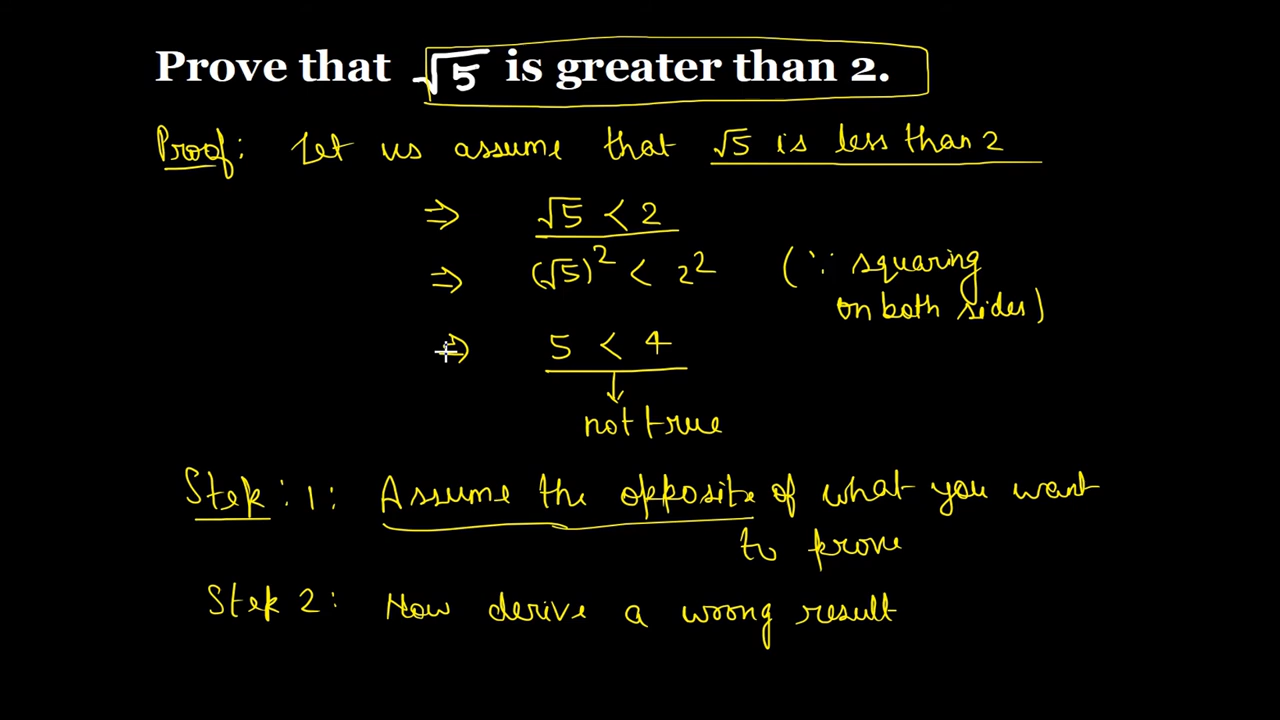 Prove that √5 is greater than 2.
Proof: Let us assume that √5 is less than 2
⇒ √5 < 2
⇒ (√5)² < 2² (∵ squaring
on both sides)
⇒ 5 < 4
not true
Step: 1: Assume the opposite of what you want
to prove
Step 2: Now derive a wrong result